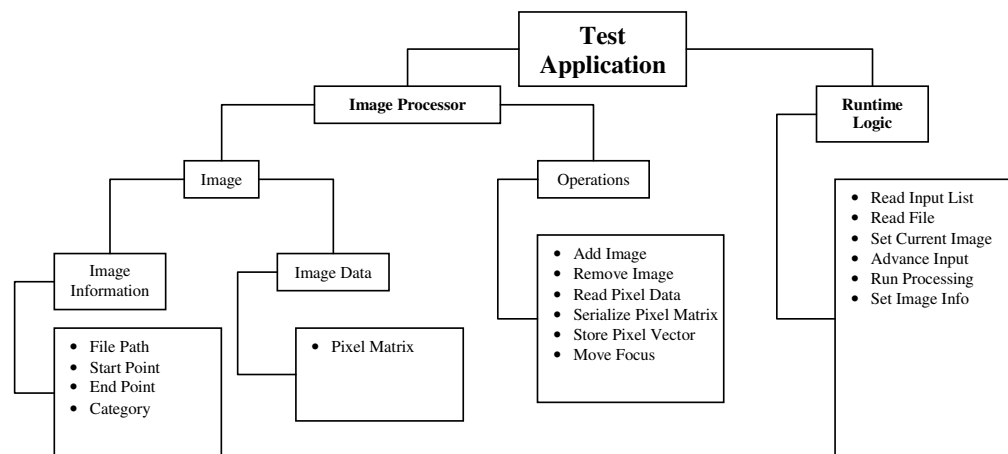 Test
Application
Image Processor
Runtime
Logic
Image
Operations
Image
Information
Image Data
• File Path
• Start Point
• End Point
• Category
• Pixel Matrix
• Add Image
• Remove Image
• Read Pixel Data
• Serialize Pixel Matrix
• Store Pixel Vector
• Move Focus
• Read Input List
• Read File
• Set Current Image
• Advance Input
• Run Processing
• Set Image Info